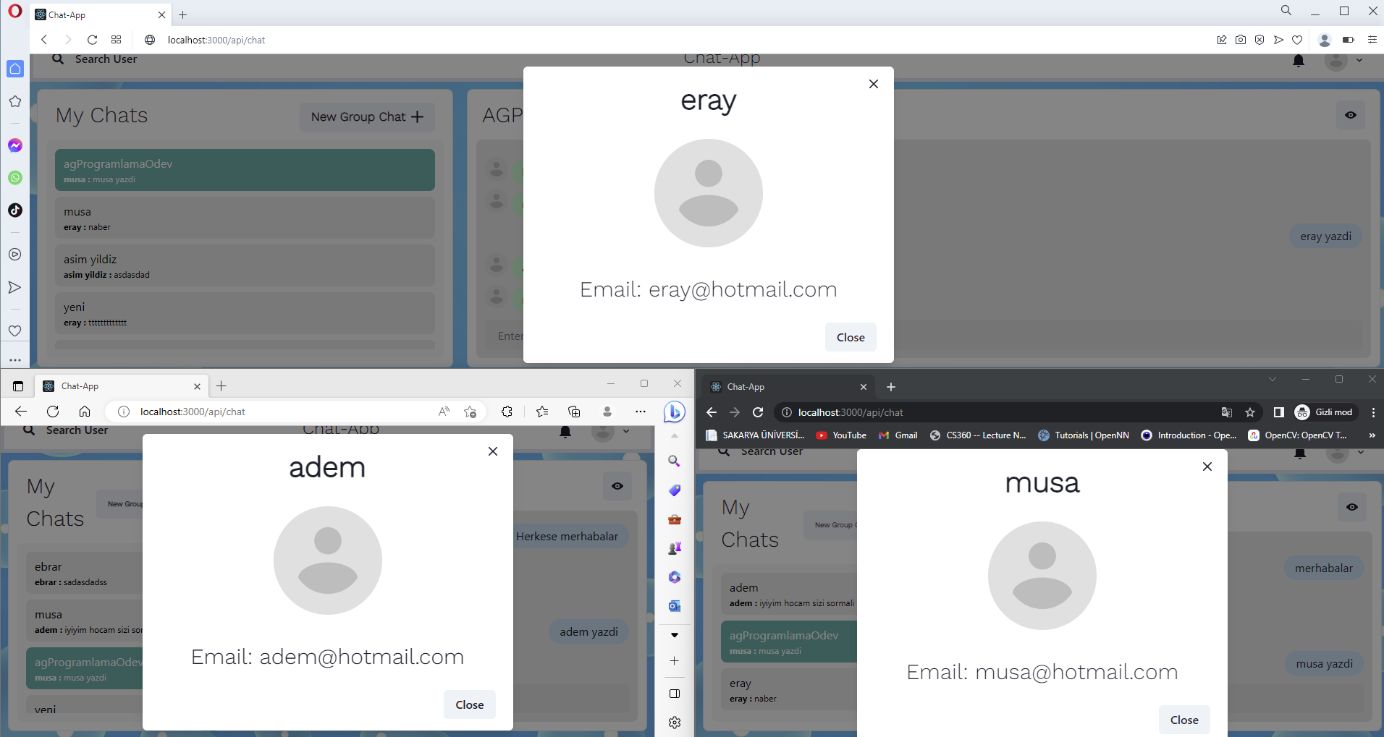 Chat-App
localhost:3000/api/chat
Search User
Chat-App
My Chats
New Group Chat +
agProgramlamaOdev
musa : musa yazdi
musa
eray : naber
asim yildiz
asim yildiz : asdasdad
yeni
AGP
eray yazdi
Enter
eray
Email: eray@hotmail.com
Close
Chat-App
localhost:3000/api/chat
Search User
Chat-App
My
Chats
New Group
ebrar
ebrar : sadasdadss
musa
adem : iyiyim hocam sizi sor
agProgramlamaOdev
musa : musa yazdi
yeni
Herkese merhabalar
adem yazdi
adem
Email: adem@hotmail.com
Close
Chat-App
localhost:3000/api/chat
Gizli mod
SAKARYA ÜNİVERSİ...
YouTube
Gmail
CS360 -- Lecture N...
Tutorials | OpenNN
Introduction - Ope...
OpenCV: OpenCV T...
Search User
My
Chats
New Group C
adem
adem : iyiyim hocam sizi sormali
agProgramlamaOdev
musa : musa yazdi
eray
eray : naber
merhabalar
musa yazdi
musa
Email: musa@hotmail.com
Close